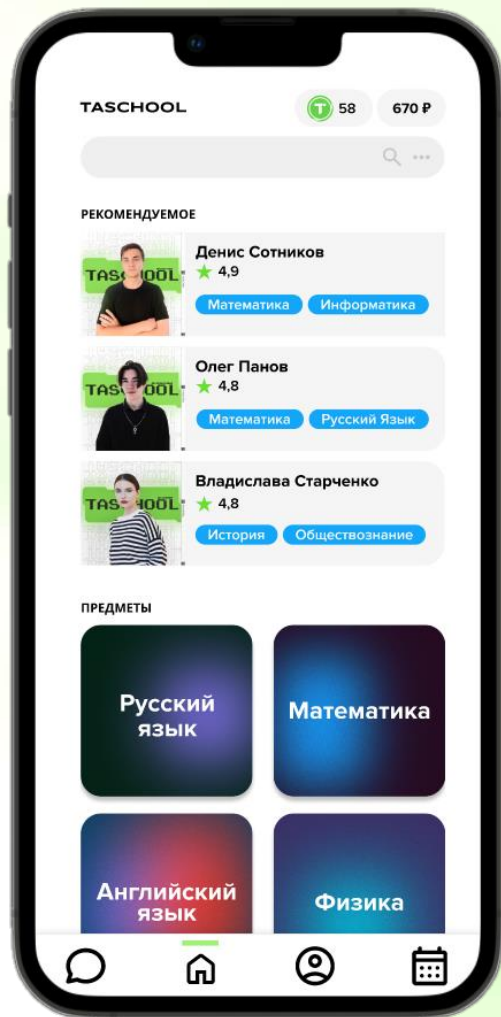 TASCHOOL
T 58
670 ₽
РЕКОМЕНДУЕМОЕ
Денис Сотников
4,9
Математика Информатика
Олег Панов
4,8
Математика Русский Язык
Владислава Старченко
4,8
История Обществознание
ПРЕДМЕТЫ
Русский
язык
Математика
Английский
язык
Физика